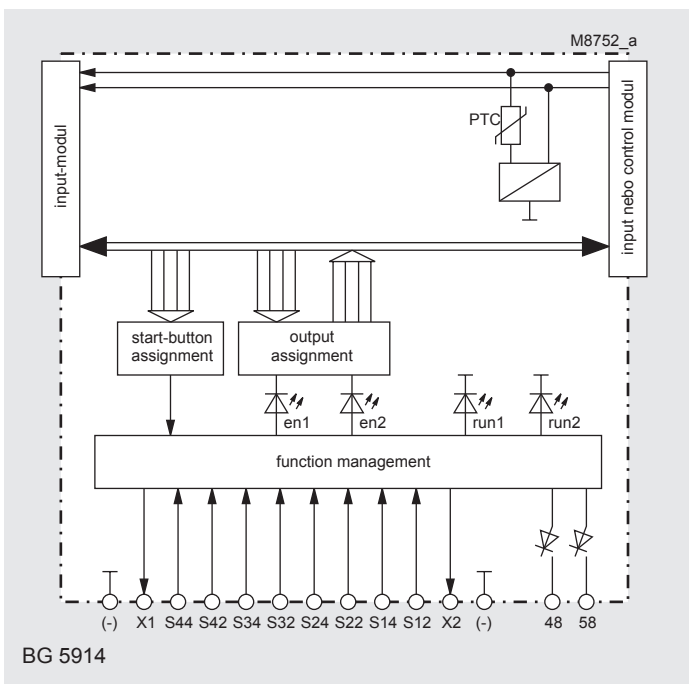 M8752_a
input-modul
PTC
input nebo control modul
start-button
assignment
output
assignment
en1
en2
run1
run2
function management
(-) X1 S44 S42 S34 S32 S24 S22 S14 S12 X2 (-) 48 58
BG 5914